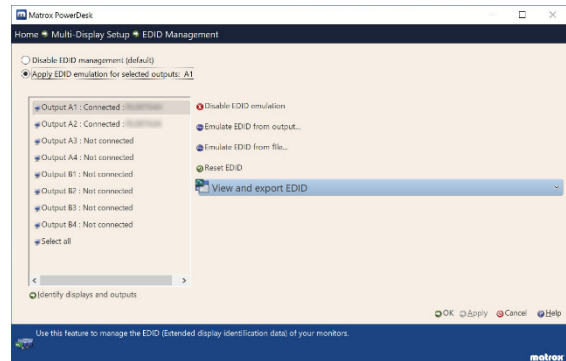 Matrox PowerDesk
Home Multi-Display Setup EDID Management
Disable EDID management (default)
Apply EDID emulation for selected outputs: A1
Output A1 : Connected :
Output A2 : Connected :
Output A3 : Not connected
Output A4 : Not connected
Output B1 : Not connected
Output B2 : Not connected
Output B3 : Not connected
Output B4 : Not connected
Select all
Identify displays and outputs
Disable EDID emulation
Emulate EDID from output...
Emulate EDID from file...
Reset EDID
View and export EDID
OK Apply Cancel Help
Use this feature to manage the EDID (Extended display identification data) of your monitors.
matrox